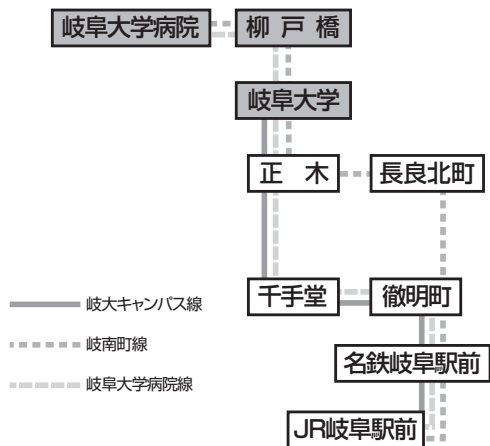 岐阜大学病院
柳戸橋
岐阜大学
正木
長良北町
千手堂
徹明町
岐大キャンパス線
岐南町線
岐阜大学病院線
名鉄岐阜駅前
JR岐阜駅前